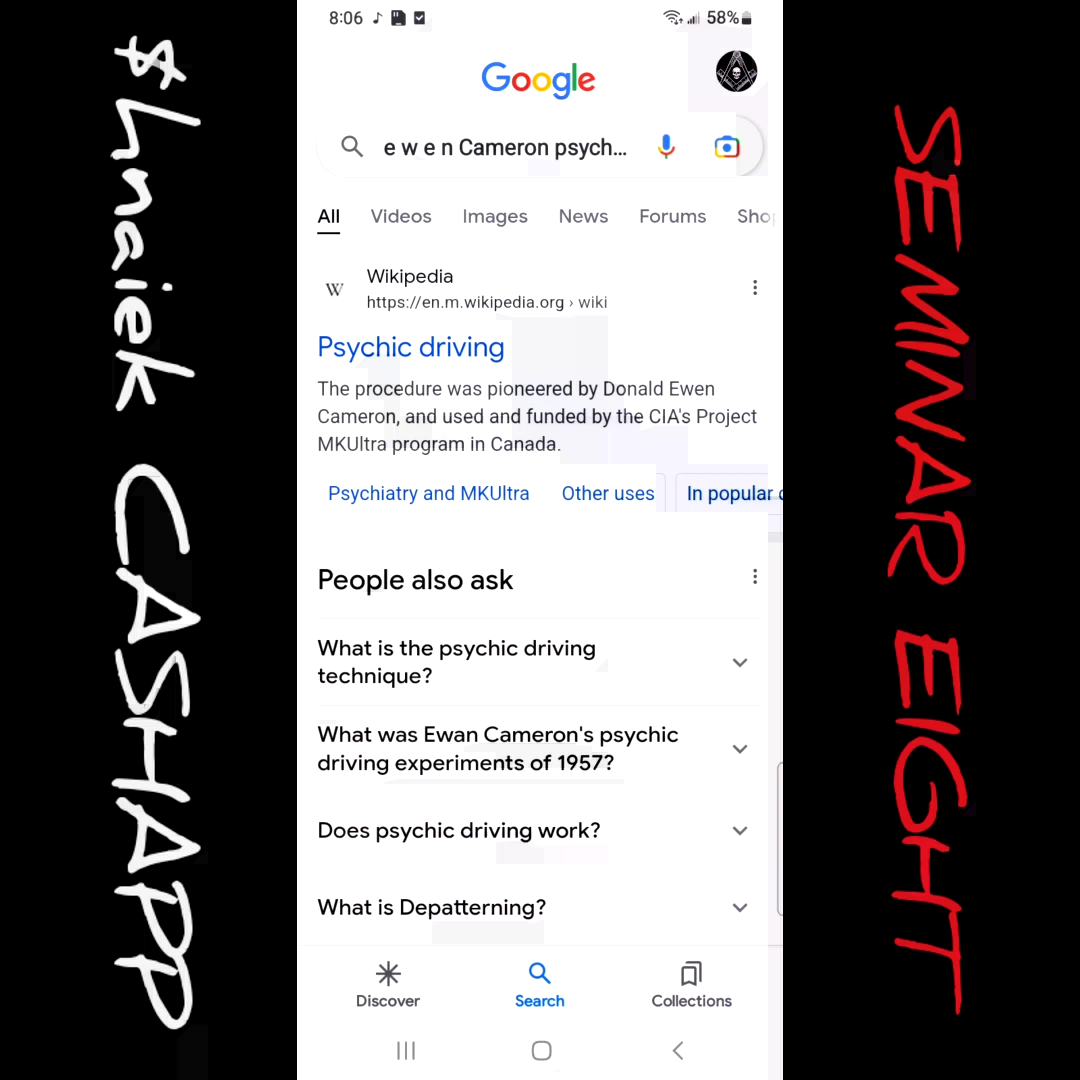 $hnaiek CASHAPP
8:06
58%
Google
e w e n Cameron psych...
All Videos Images News Forums Sho
W
Wikipedia
https://en.m.wikipedia.org › wiki
Psychic driving
The procedure was pioneered by Donald Ewen
Cameron, and used and funded by the CIA's Project
MKUltra program in Canada.
Psychiatry and MKUltra Other uses In popular c
People also ask
What is the psychic driving
technique?
What was Ewan Cameron's psychic
driving experiments of 1957?
Does psychic driving work?
What is Depatterning?
Discover Search Collections
SEMINAR EIGHT